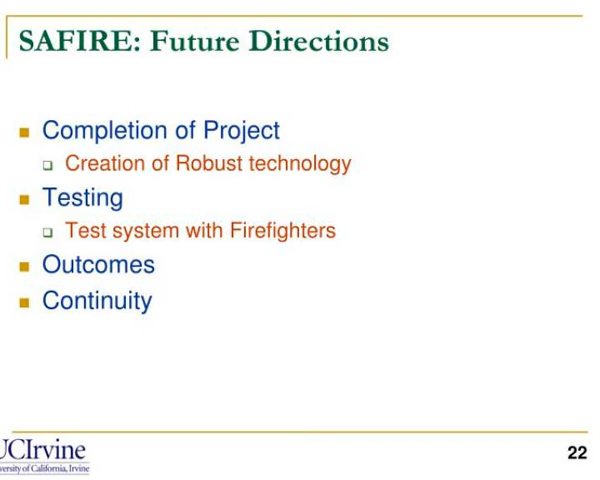 SAFIRE: Future Directions
Completion of Project
Creation of Robust technology
Testing
Test system with Firefighters
Outcomes
Continuity
UCIrvine
22
versity of California, Irvine